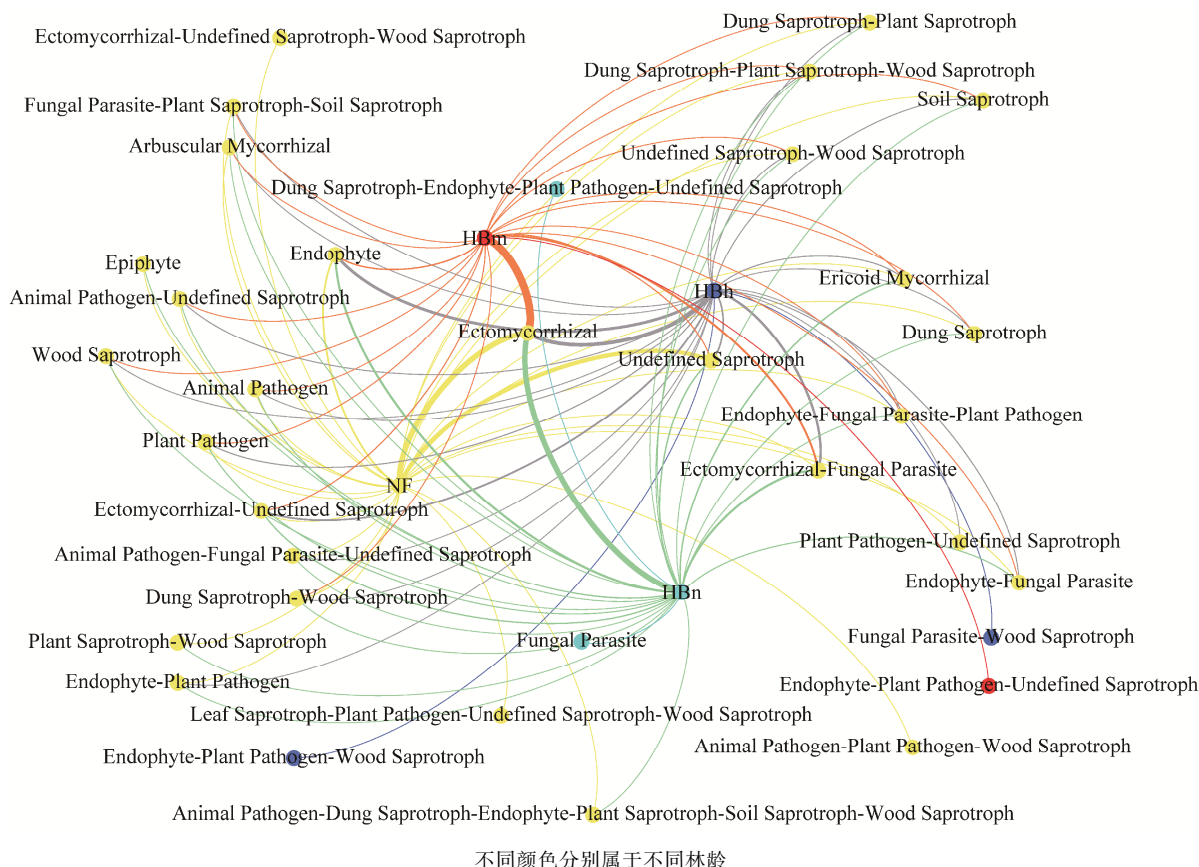 Dung Saprotroph-Plant Saprotroph
Ectomycorrhizal-Undefined Saprotroph-Wood Saprotroph
Dung Saprotroph-Plant Saprotroph-Wood Saprotroph
Soil Saprotroph
Fungal Parasite-Plant Saprotroph-Soil Saprotroph
Arbuscular Mycorrhizal
Undefined Saprotroph-Wood Saprotroph
Dung Saprotroph-Endophyte-Plant Pathogen-Undefined Saprotroph
HBm
Endophyte
Epiphyte
Ericoid Mycorrhizal
HBh
Animal Pathogen-Undefined Saprotroph
Ectomycorrhizal
Dung Saprotroph
Wood Saprotroph
Undefined Saprotroph
Animal Pathogen
Endophyte-Fungal Parasite-Plant Pathogen
Plant Pathogen
Ectomycorrhizal-Fungal Parasite
NF
Ectomycorrhizal-Undefined Saprotroph
Plant Pathogen-Undefined Saprotroph
Animal Pathogen-Fungal Parasite-Undefined Saprotroph
Endophyte-Fungal Parasite
HBn
Dung Saprotroph-Wood Saprotroph
Fungal Parasite-Wood Saprotroph
Plant Saprotroph-Wood Saprotroph
Fungal Parasite
Endophyte-Plant Pathogen
Endophyte-Plant Pathogen-Undefined Saprotroph
Leaf Saprotroph-Plant Pathogen-Undefined Saprotroph-Wood Saprotroph
Animal Pathogen-Plant Pathogen-Wood Saprotroph
Endophyte-Plant Pathogen-Wood Saprotroph
Animal Pathogen-Dung Saprotroph-Endophyte-Plant Saprotroph-Soil Saprotroph-Wood Saprotroph
不同颜色分别属于不同林龄